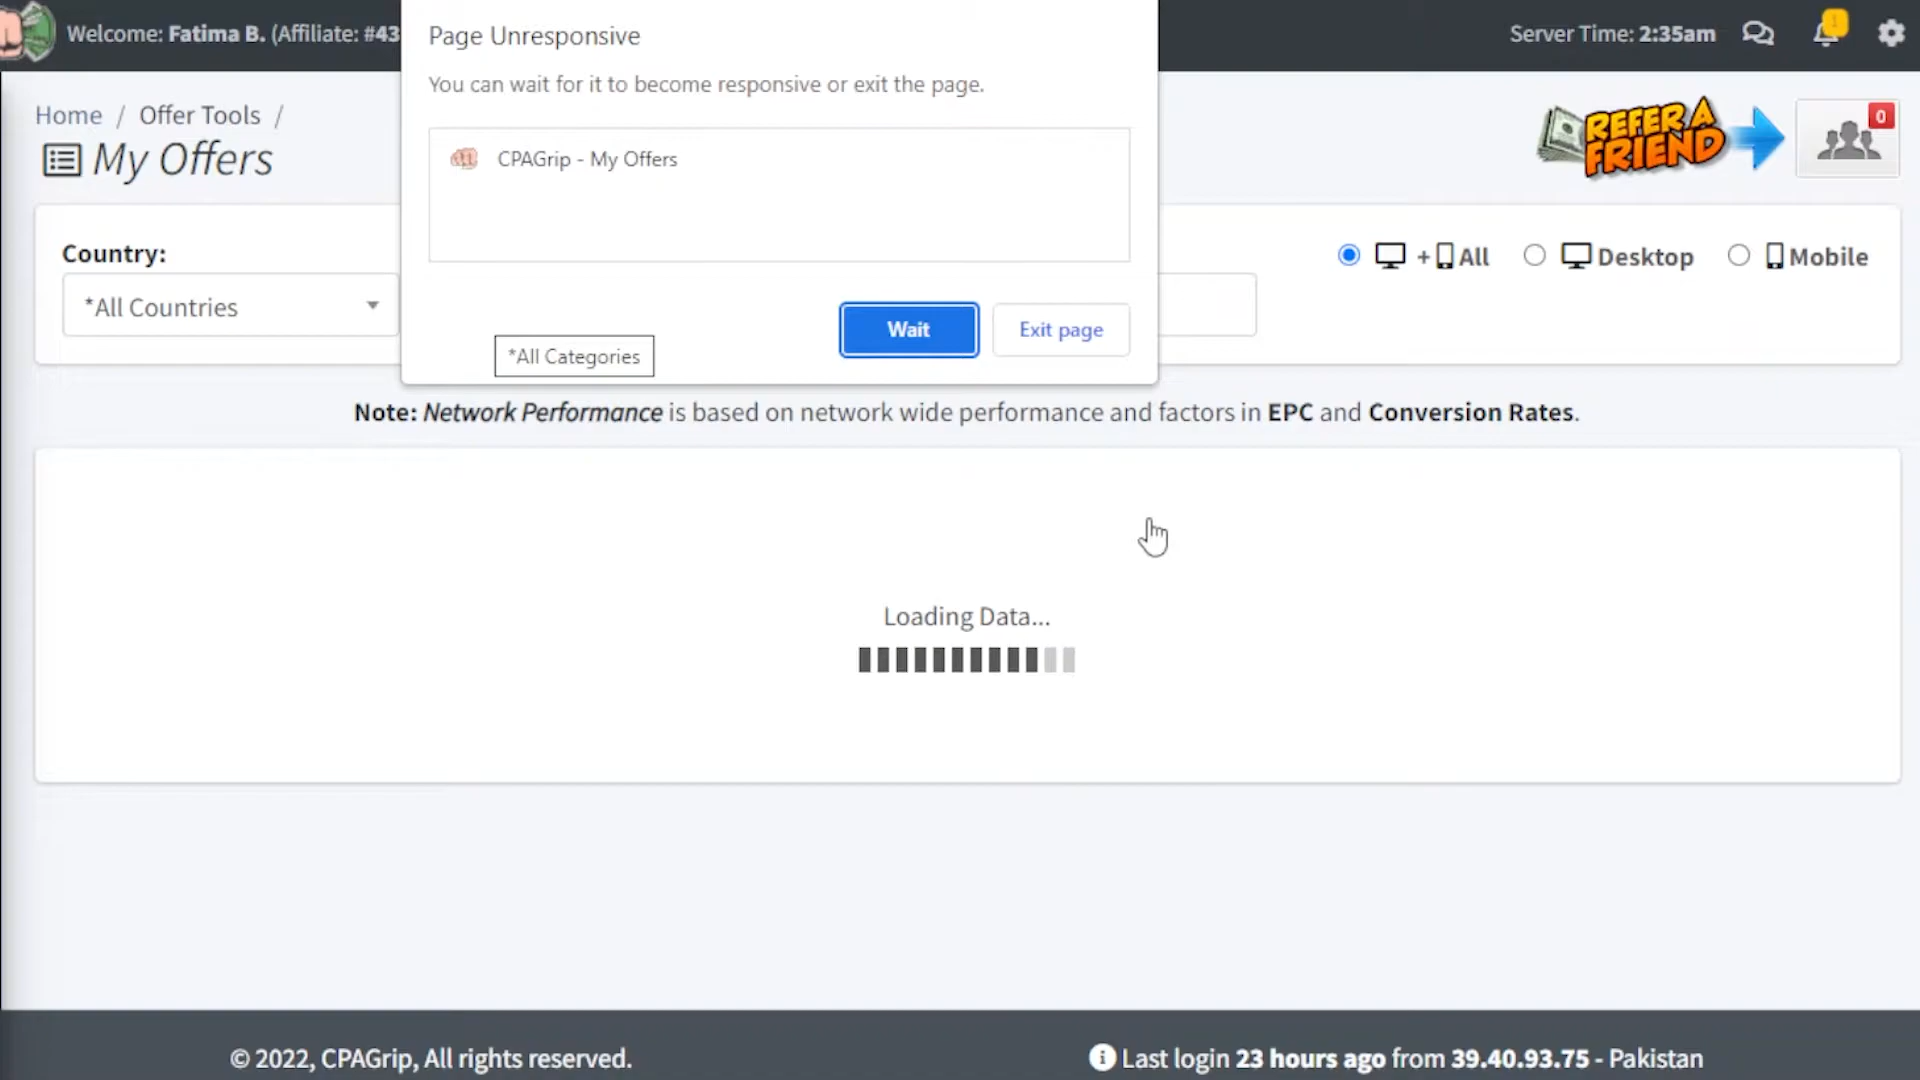 Welcome: Fatima B. (Affiliate: #43
Server Time: 2:35am
1
Page Unresponsive
You can wait for it to become responsive or exit the page.
CPAGrip - My Offers
Wait
Exit page
*All Categories
Home / Offer Tools /
My Offers
REFER A
FRIEND
0
Country:
*All Countries
+ All
Desktop
Mobile
Note: Network Performance is based on network wide performance and factors in EPC and Conversion Rates.
Loading Data...
© 2022, CPAGrip, All rights reserved.
Last login 23 hours ago from 39.40.93.75 - Pakistan